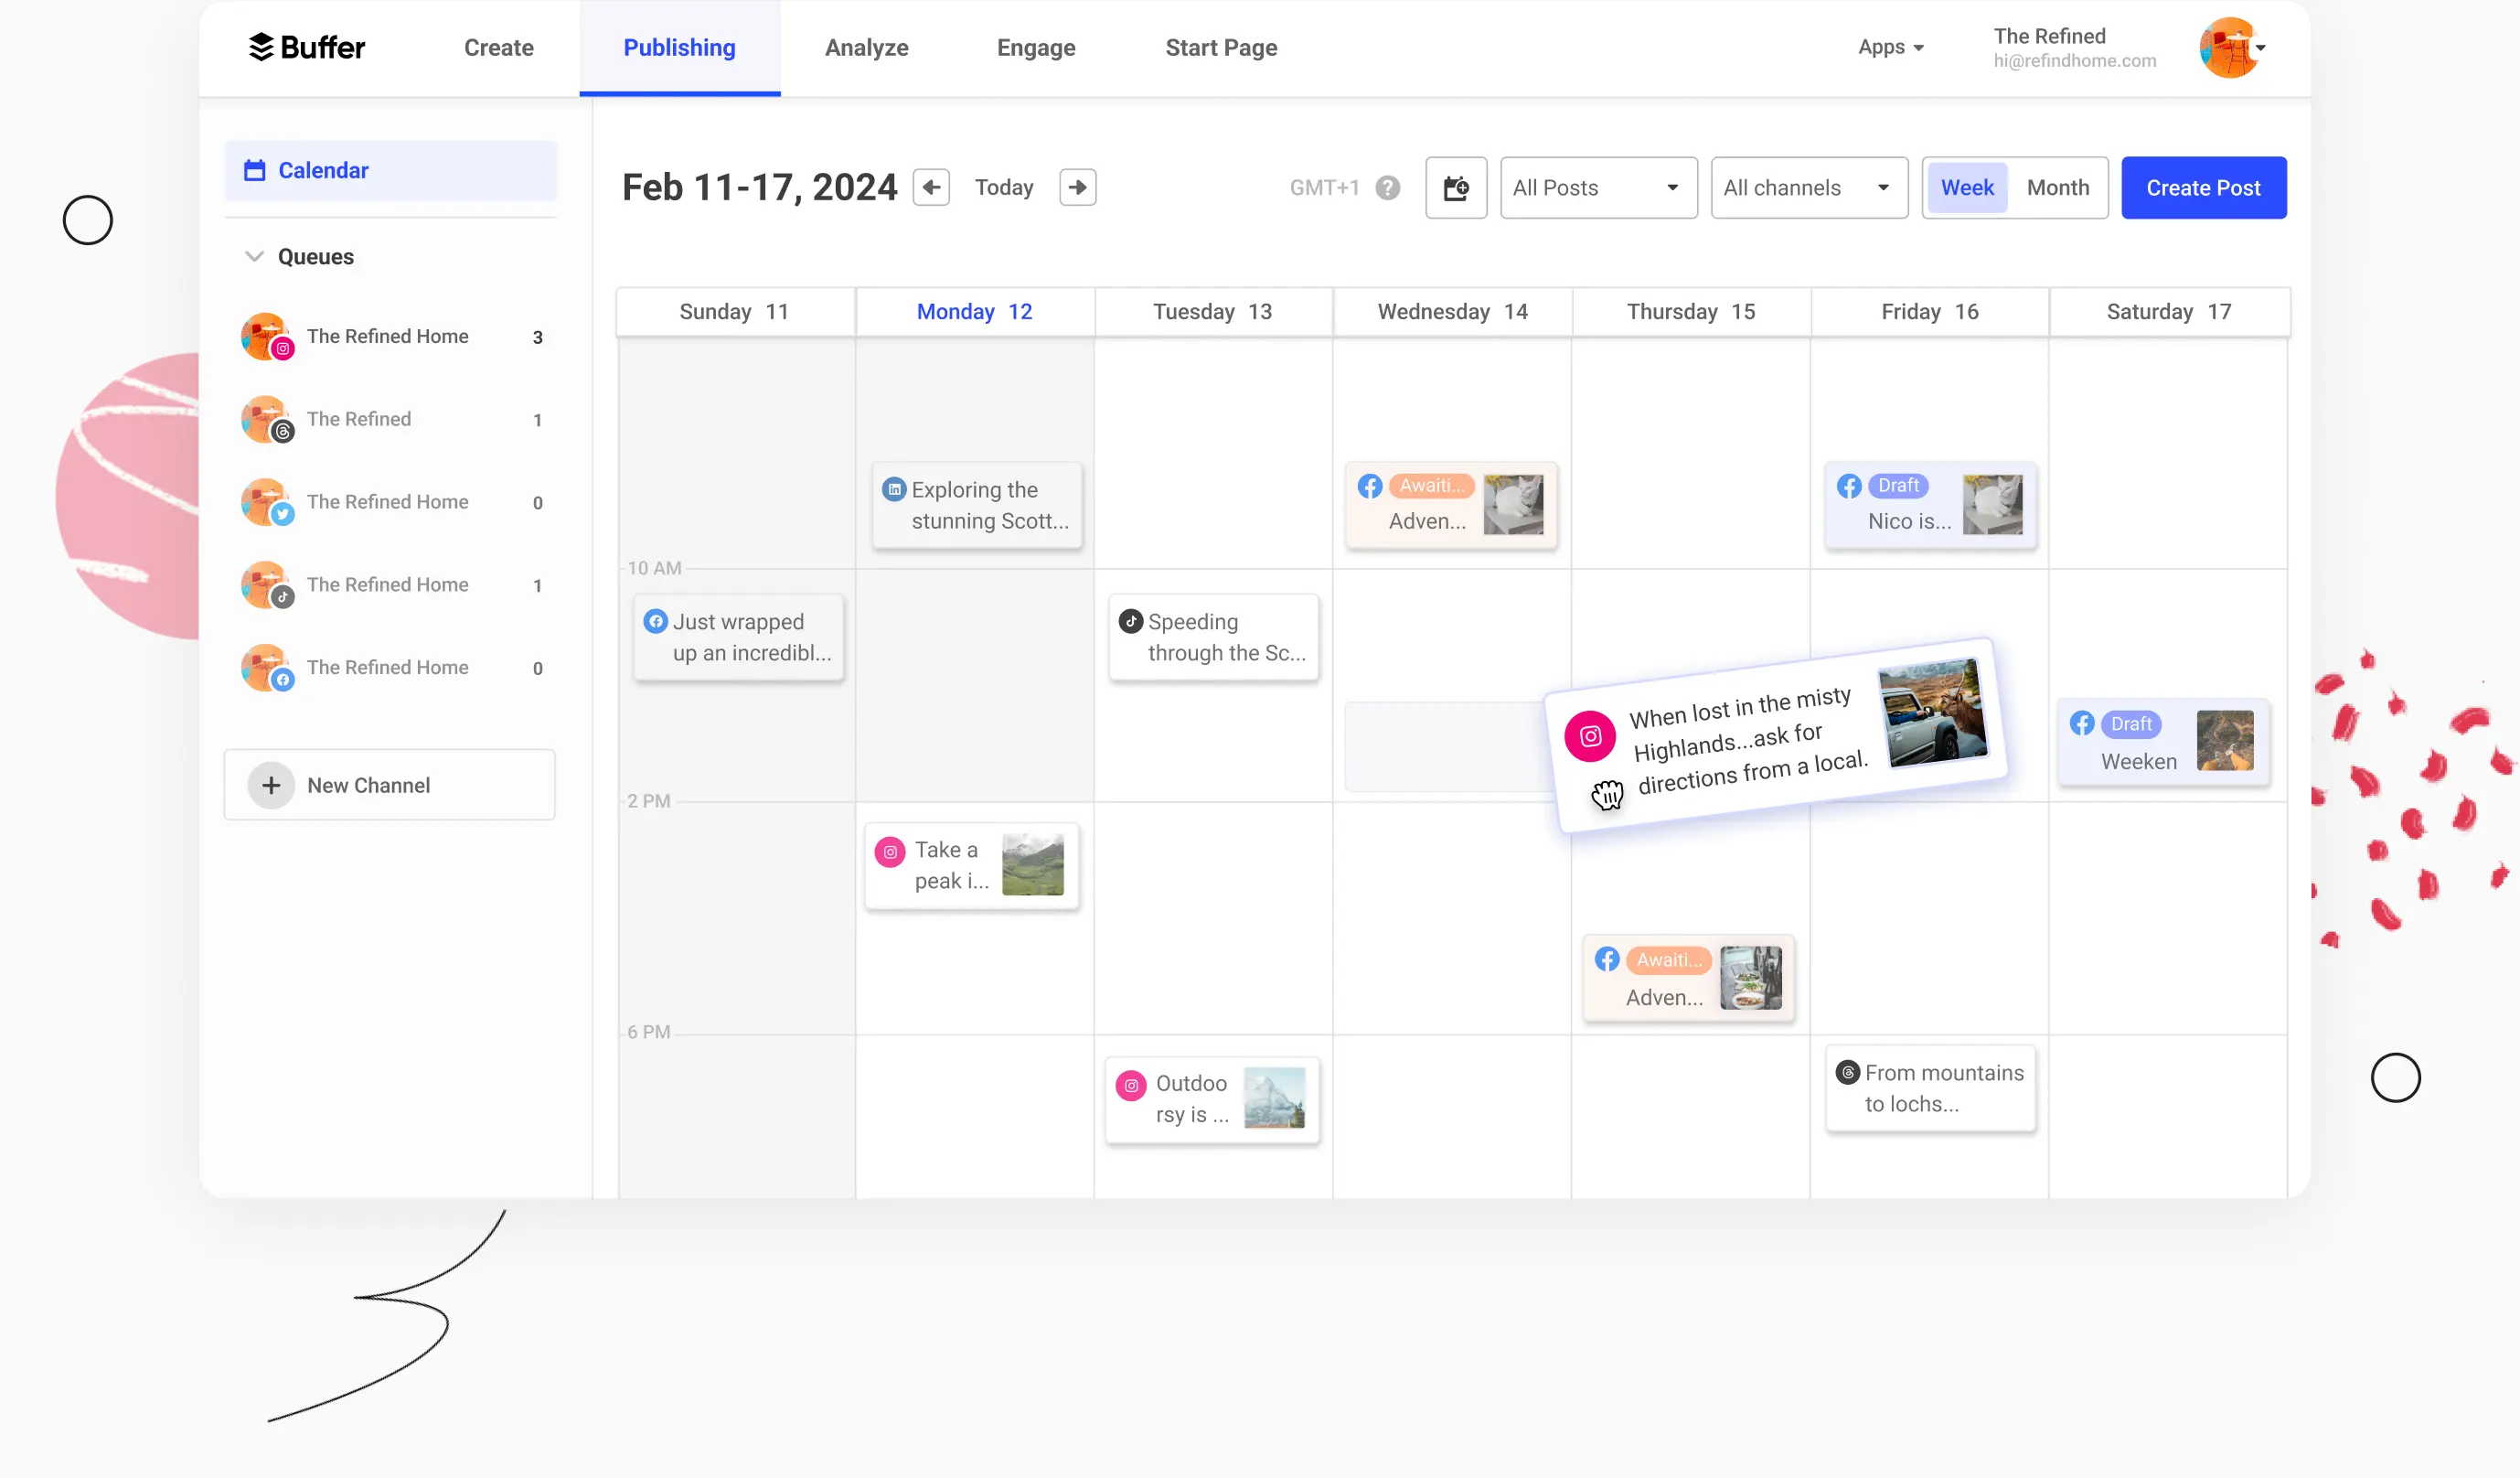 Buffer
Create
Publishing
Analyze
Engage
Start Page
Apps
The Refined
hi@refindhome.com
Calendar
Queues
The Refined Home 3
The Refined 1
The Refined Home 0
The Refined Home 1
The Refined Home 0
New Channel
Feb 11-17, 2024
Today
GMT+1 ?
All Posts
All channels
Week
Month
Create Post
Sunday 11
Monday 12
Tuesday 13
Wednesday 14
Thursday 15
Friday 16
Saturday 17
Exploring the
stunning Scott...
Awaiti...
Adven...
Draft
Nico is...
10 AM
Just wrapped
up an incredibl...
Speeding
through the Sc...
When lost in the misty
Highlands...ask for
directions from a local.
Draft
Weeken
2 PM
Take a
peak i...
Awaiti...
Adven...
6 PM
Outdoo
rsy is ...
From mountains
to lochs...